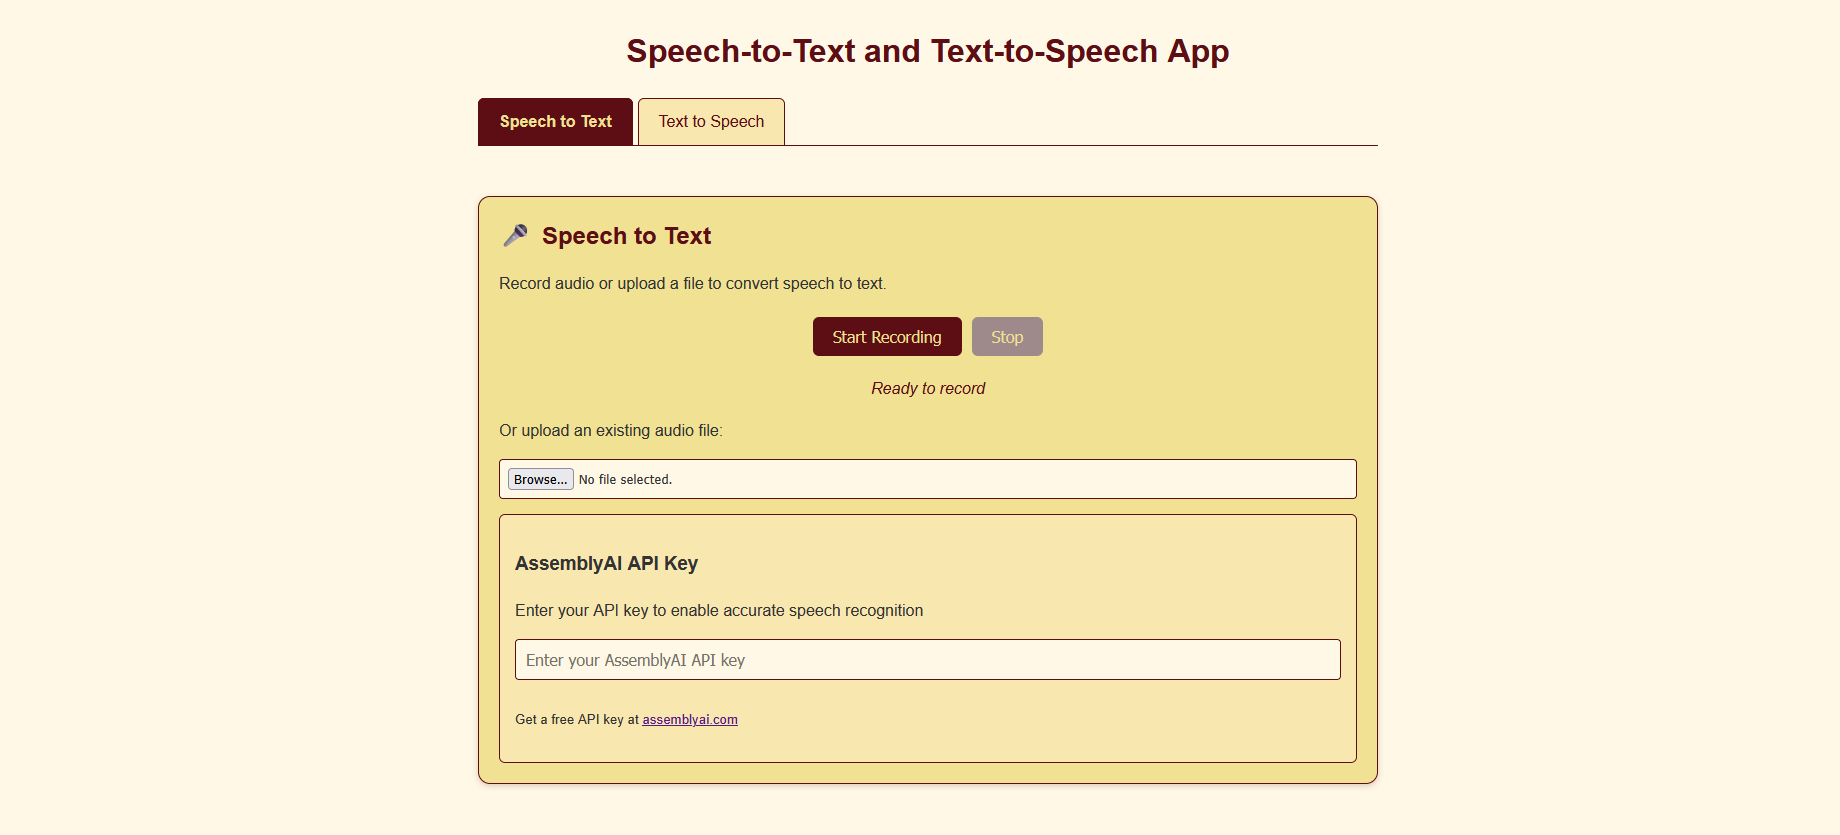 Speech-to-Text and Text-to-Speech App
Speech to Text
Text to Speech
Speech to Text
Record audio or upload a file to convert speech to text.
Start Recording
Stop
Ready to record
Or upload an existing audio file:
Browse... No file selected.
AssemblyAI API Key
Enter your API key to enable accurate speech recognition
Enter your AssemblyAI API key
Get a free API key at assemblyai.com